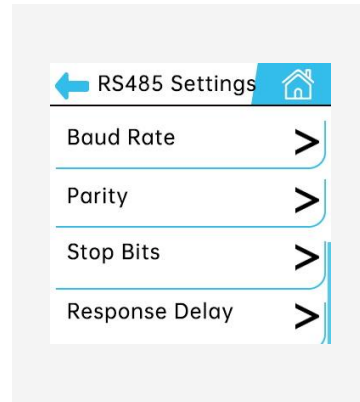 RS485 Settings
Baud Rate
Parity
Stop Bits
Response Delay